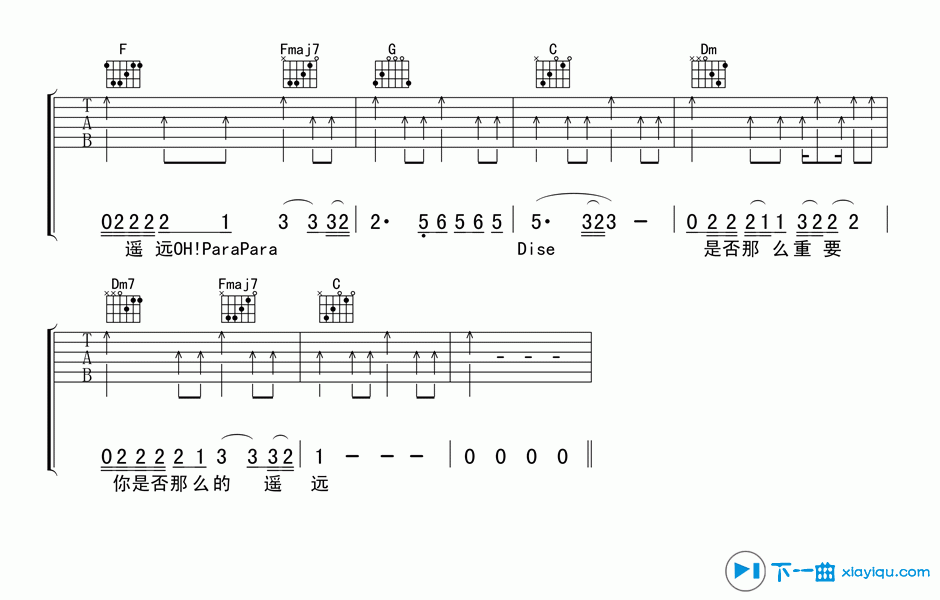 F Fmaj7 G C Dm
T
A
B
0 2 2 2 2 1 3 3 3 2 | 2· 5 6 5 6 5 | 5· 3 2 3 - | 0 2 2 2 1 1 3 2 2 2 |
遥 远OH!ParaPara Dise 是否那 么重 要
Dm7 Fmaj7 C
T
A
B
0 2 2 2 2 1 3 3 3 2 | 1 - - - | 0 0 0 0 ||
你是否那么的 遥 远
下一曲 xiayiqu.com